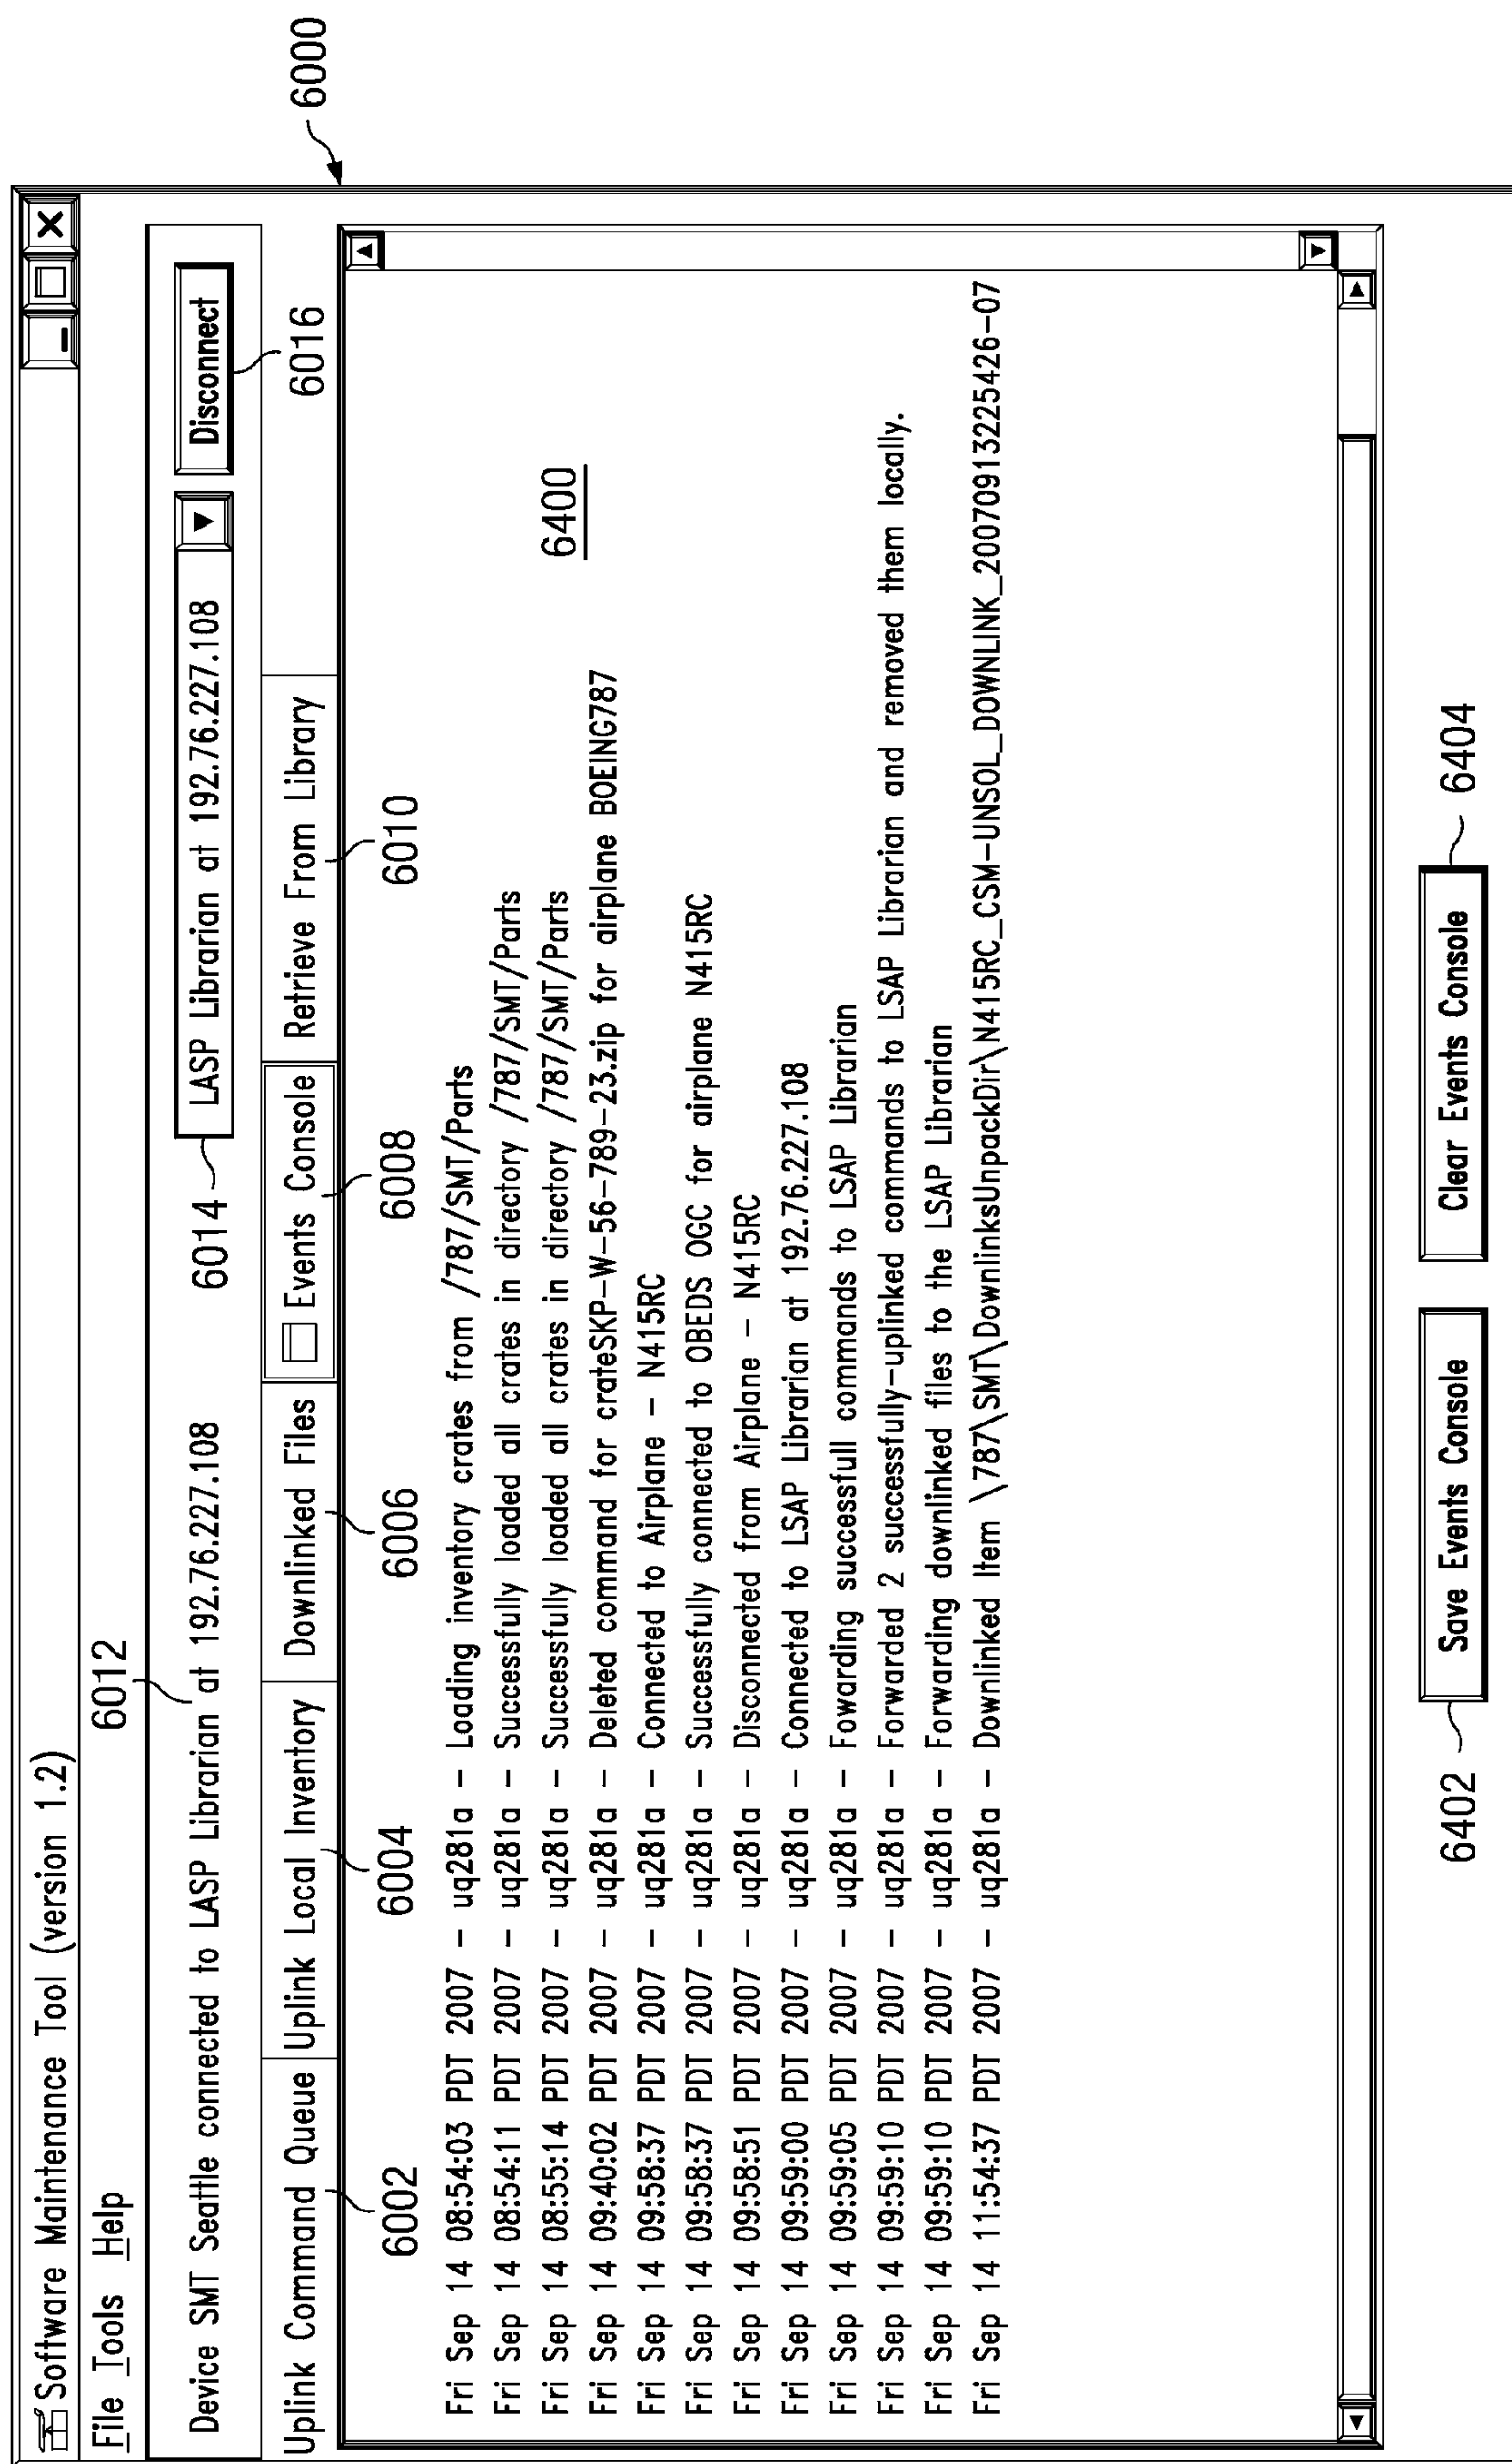 Software Maintenance Tool (version 1.2)
File Tools Help
6012
Device SMT Seattle connected to LASP Librarian at 192.76.227.108
6014
LASP Librarian at 192.76.227.108
Disconnect
6000
Uplink Command Queue
Uplink Local Inventory
Downlinked Files
Events Console
Retrieve From Library
6016
6002
6004
6006
6008
6010
Fri Sep 14 08:54:03 PDT 2007 – uq281a – Loading inventory crates from /787/SMT/Parts
Fri Sep 14 08:54:11 PDT 2007 – uq281a – Successfully loaded all crates in directory /787/SMT/Parts
Fri Sep 14 08:55:14 PDT 2007 – uq281a – Successfully loaded all crates in directory /787/SMT/Parts
6400
Fri Sep 14 09:40:02 PDT 2007 – uq281a – Deleted command for crateSKP–W–56–789–23.zip for airplane BOEING787
Fri Sep 14 09:58:37 PDT 2007 – uq281a – Connected to Airplane – N415RC
Fri Sep 14 09:58:37 PDT 2007 – uq281a – Successfully connected to OBEDS OGC for airplane N415RC
Fri Sep 14 09:58:51 PDT 2007 – uq281a – Disconnected from Airplane – N415RC
Fri Sep 14 09:59:00 PDT 2007 – uq281a – Connected to LSAP Librarian at 192.76.227.108
Fri Sep 14 09:59:05 PDT 2007 – uq281a – Fowarding successfull commands to LSAP Librarian
Fri Sep 14 09:59:10 PDT 2007 – uq281a – Forwarded 2 successfully–uplinked commands to LSAP Librarian and removed them locally.
Fri Sep 14 09:59:10 PDT 2007 – uq281a – Forwarding downlinked files to the LSAP Librarian
Fri Sep 14 11:54:37 PDT 2007 – uq281a – Downlinked Item \787\SMT\DownlinksUnpackDir\N415RC_CSM–UNSOL_DOWNLINK_20070913225426–07
6402
Save Events Console
Clear Events Console
6404